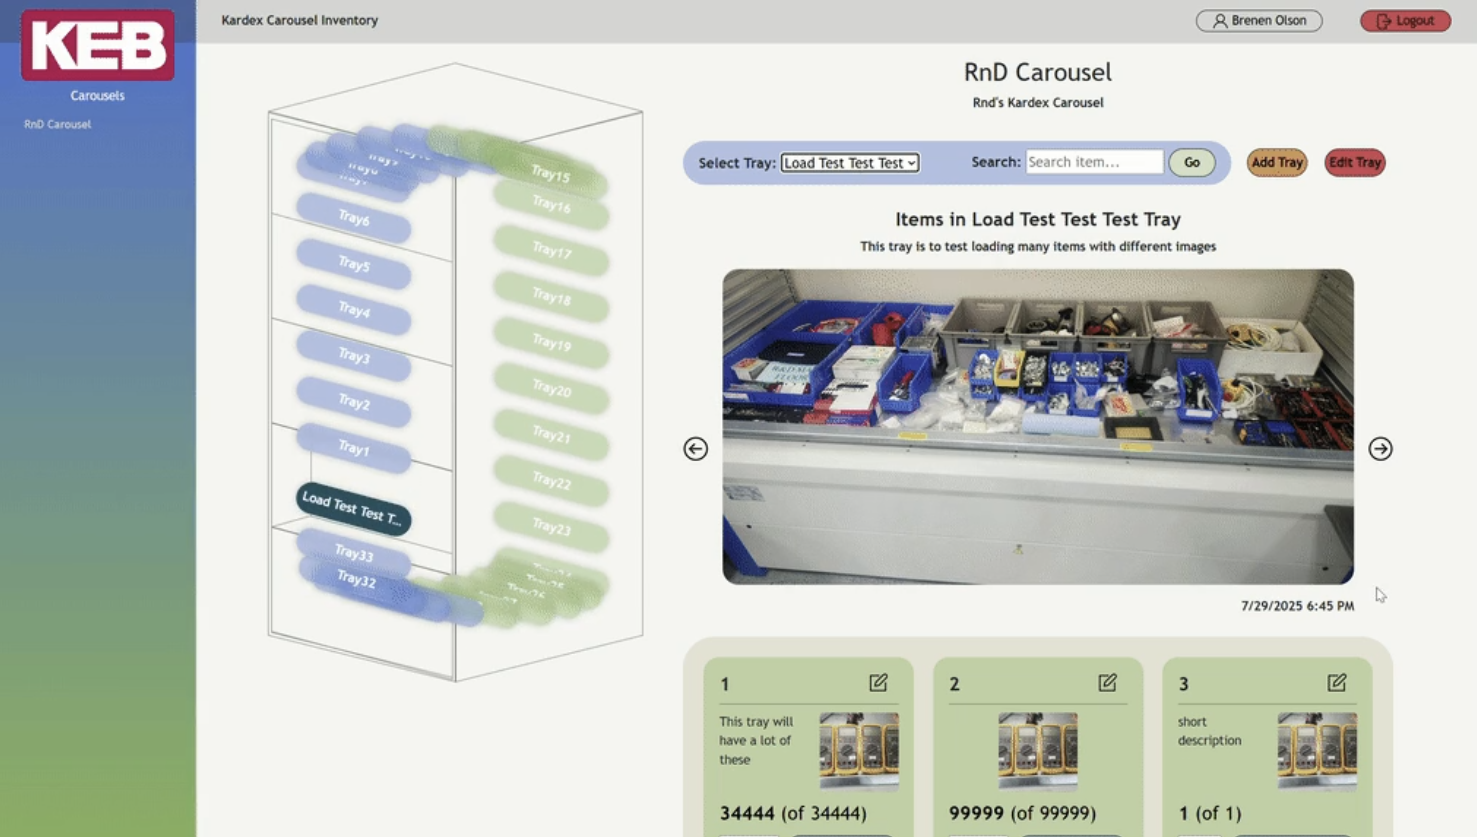 KEB
Kardex Carousel Inventory
Brenen Olson
Logout
Carousels
RnD Carousel
RnD Carousel
Rnd's Kardex Carousel
Select Tray: Load Test Test Test
Search: Search item...
Go
Add Tray
Edit Tray
Items in Load Test Test Test Tray
This tray is to test loading many items with different images
Tray6
Tray5
Tray4
Tray3
Tray2
Tray1
Load Test Test T...
Tray33
Tray32
Tray15
Tray16
Tray17
Tray18
Tray19
Tray20
Tray21
Tray22
Tray23
7/29/2025 6:45 PM
1
This tray will
have a lot of
these
34444 (of 34444)
2
99999 (of 99999)
3
short
description
1 (of 1)